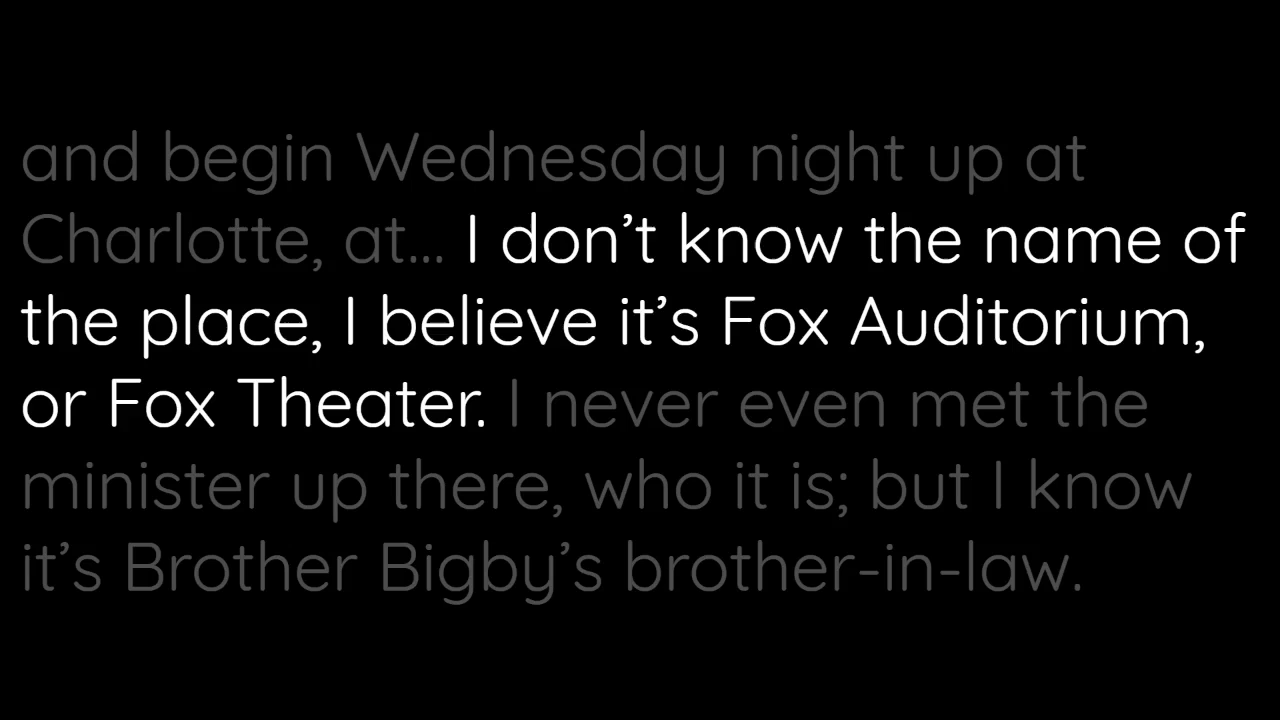 and begin Wednesday night up at
Charlotte, at... I don’t know the name of
the place, I believe it’s Fox Auditorium,
or Fox Theater. I never even met the
minister up there, who it is; but I know
it’s Brother Bigby’s brother-in-law.